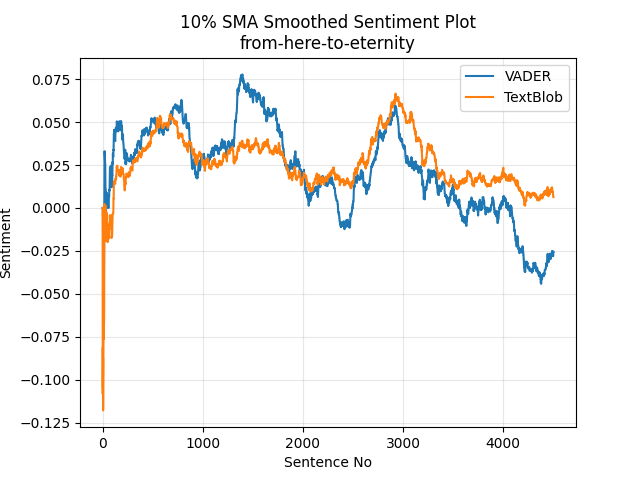 10% SMA Smoothed Sentiment Plot
from-here-to-eternity
VADER
TextBlob
0.075
0.050
0.025
0.000
−0.025
−0.050
−0.075
−0.100
−0.125
Sentiment
0 1000 2000 3000 4000
Sentence No